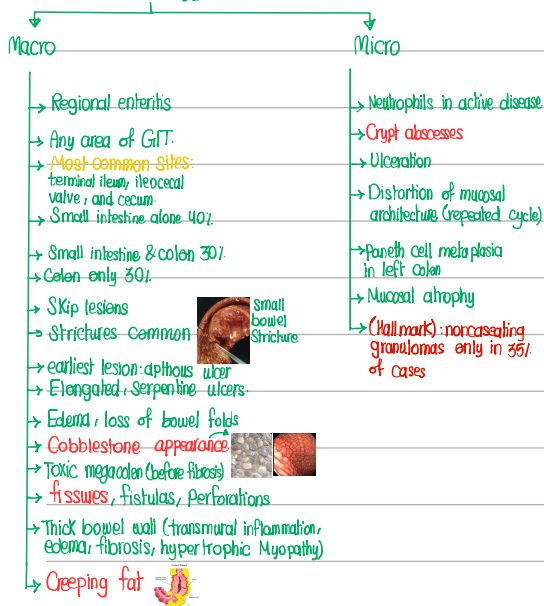 Macro
Regional enteritis
Any area of GIT.
Most common Sites:
terminal ileum, ileocecal
valve, and cecum.
Small intestine alone 40%
Small intestine & colon 30%.
Colon only 30%
Skip lesions
Strictures common
Small
bowel
Stricture
earliest lesion: apthous ulcer
Elongated, Serpentine ulcers.
Edema, loss of bowel folds
Cobblestone appearance
Toxic megacolon (before fibrosis)
fissures, fistulas, perforations
Thick bowel wall (transmural inflammation,
edema, fibrosis, hypertrophic Myopathy)
Creeping fat
Micro
Neutrophils in active disease.
Crypt abscesses
Ulceration
Distortion of mucosal
architecture (repeated cycle)
Paneth cell metaplasia
in left colon
Mucosal atrophy
(Hallmark): noncaseating
granulomas only in 35%
of cases